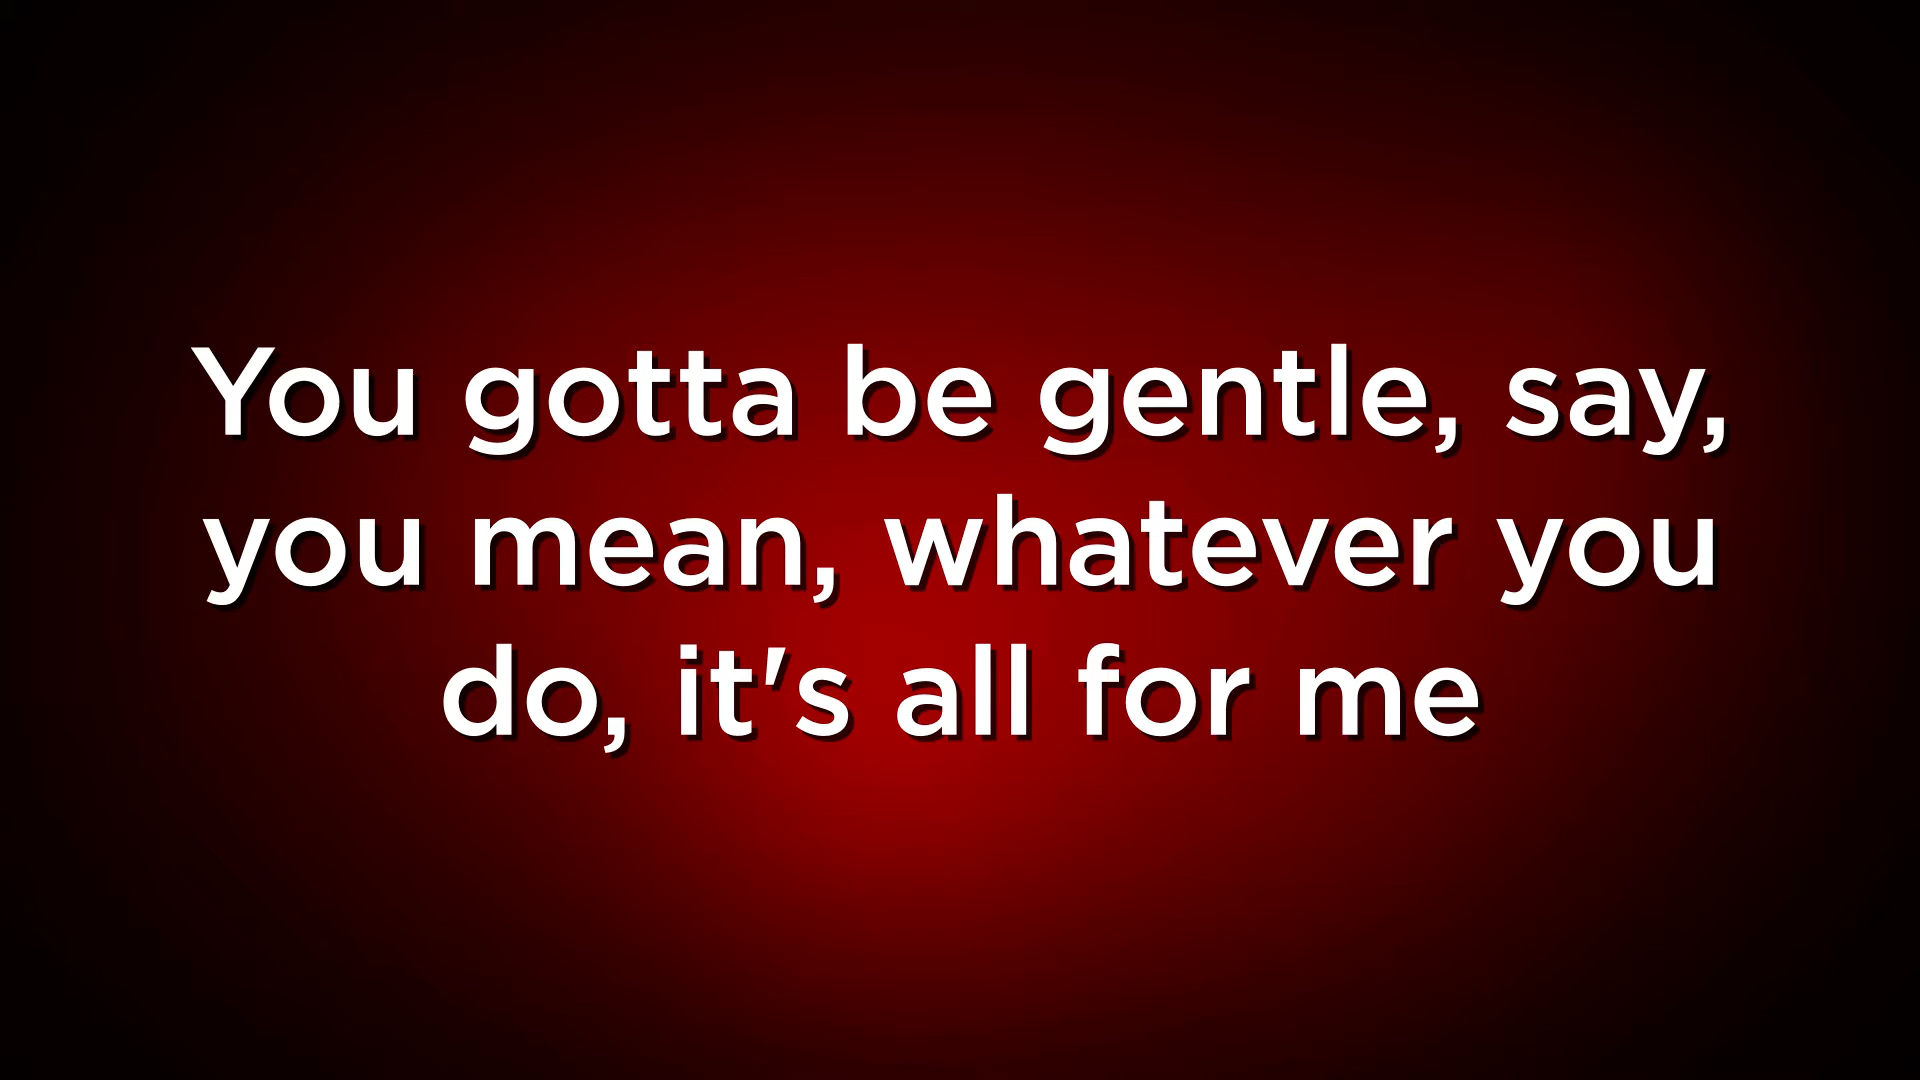 You gotta be gentle, say,
you mean, whatever you
do, it's all for me